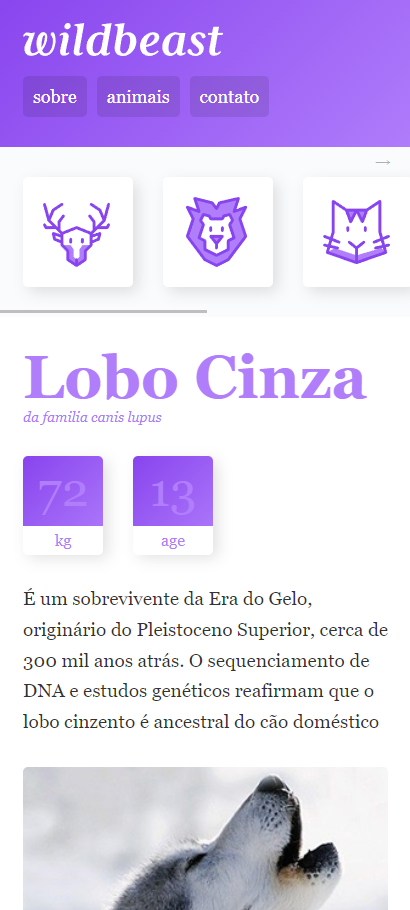 wildbeast
sobre animais contato
→
Lobo Cinza
da familia canis lupus
72 13
kg age
É um sobrevivente da Era do Gelo,
originário do Pleistoceno Superior, cerca de
300 mil anos atrás. O sequenciamento de
DNA e estudos genéticos reafirmam que o
lobo cinzento é ancestral do cão doméstico